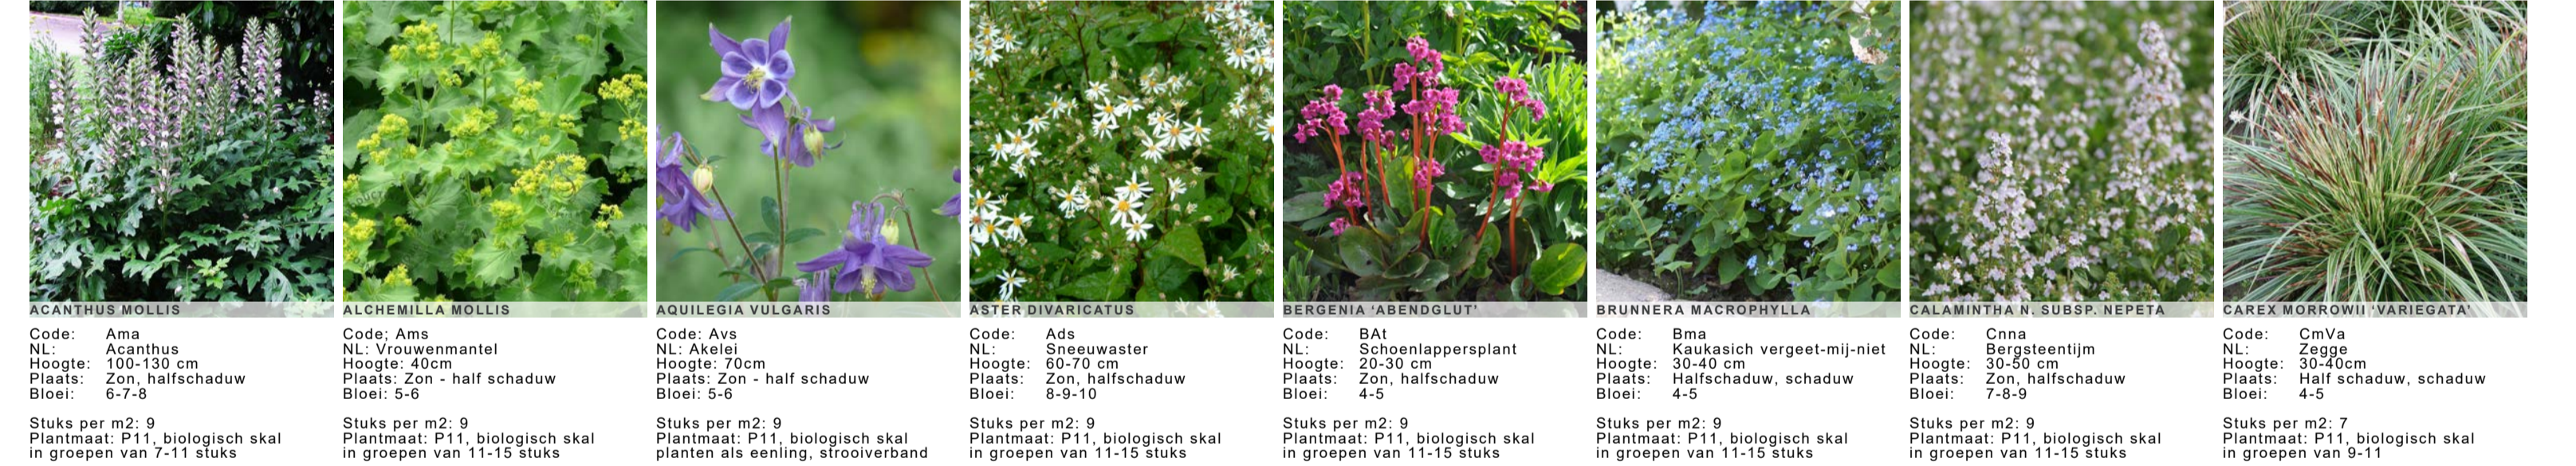 ACANTHUS MOLLIS
Code: Ama
NL: Acanthus
Hoogte: 100-130 cm
Plaats: Zon, halfschaduw
Bloei: 6-7-8
Stuks per m2: 9
Plantmaat: P11, biologisch skal
in groepen van 7-11 stuks
ALCHEMILLA MOLLIS
Code; Ams
NL: Vrouwenmantel
Hoogte: 40cm
Plaats: Zon - half schaduw
Bloei: 5-6
Stuks per m2: 9
Plantmaat: P11, biologisch skal
in groepen van 11-15 stuks
AQUILEGIA VULGARIS
Code: Avs
NL: Akelei
Hoogte: 70cm
Plaats: Zon - half schaduw
Bloei: 5-6
Stuks per m2: 9
Plantmaat: P11, biologisch skal
planten als eenling, strooiverband
ASTER DIVARICATUS
Code: Ads
NL: Sneeuwaster
Hoogte: 60-70 cm
Plaats: Zon, halfschaduw
Bloei: 8-9-10
Stuks per m2: 9
Plantmaat: P11, biologisch skal
in groepen van 11-15 stuks
BERGENIA ‘ABENDGLUT’
Code: BAt
NL: Schoenlappersplant
Hoogte: 20-30 cm
Plaats: Zon, halfschaduw
Bloei: 4-5
Stuks per m2: 9
Plantmaat: P11, biologisch skal
in groepen van 11-15 stuks
BRUNNERA MACROPHYLLA
Code: Bma
NL: Kaukasich vergeet-mij-niet
Hoogte: 30-40 cm
Plaats: Halfschaduw, schaduw
Bloei: 4-5
Stuks per m2: 9
Plantmaat: P11, biologisch skal
in groepen van 11-15 stuks
CALAMINTHA N. SUBSP. NEPETA
Code: Cnna
NL: Bergsteentijm
Hoogte: 30-50 cm
Plaats: Zon, halfschaduw
Bloei: 7-8-9
Stuks per m2: 9
Plantmaat: P11, biologisch skal
in groepen van 11-15 stuks
CAREX MORROWII ‘VARIEGATA’
Code: CmVa
NL: Zegge
Hoogte: 30-40cm
Plaats: Half schaduw, schaduw
Bloei: 4-5
Stuks per m2: 7
Plantmaat: P11, biologisch skal
in groepen van 9-11